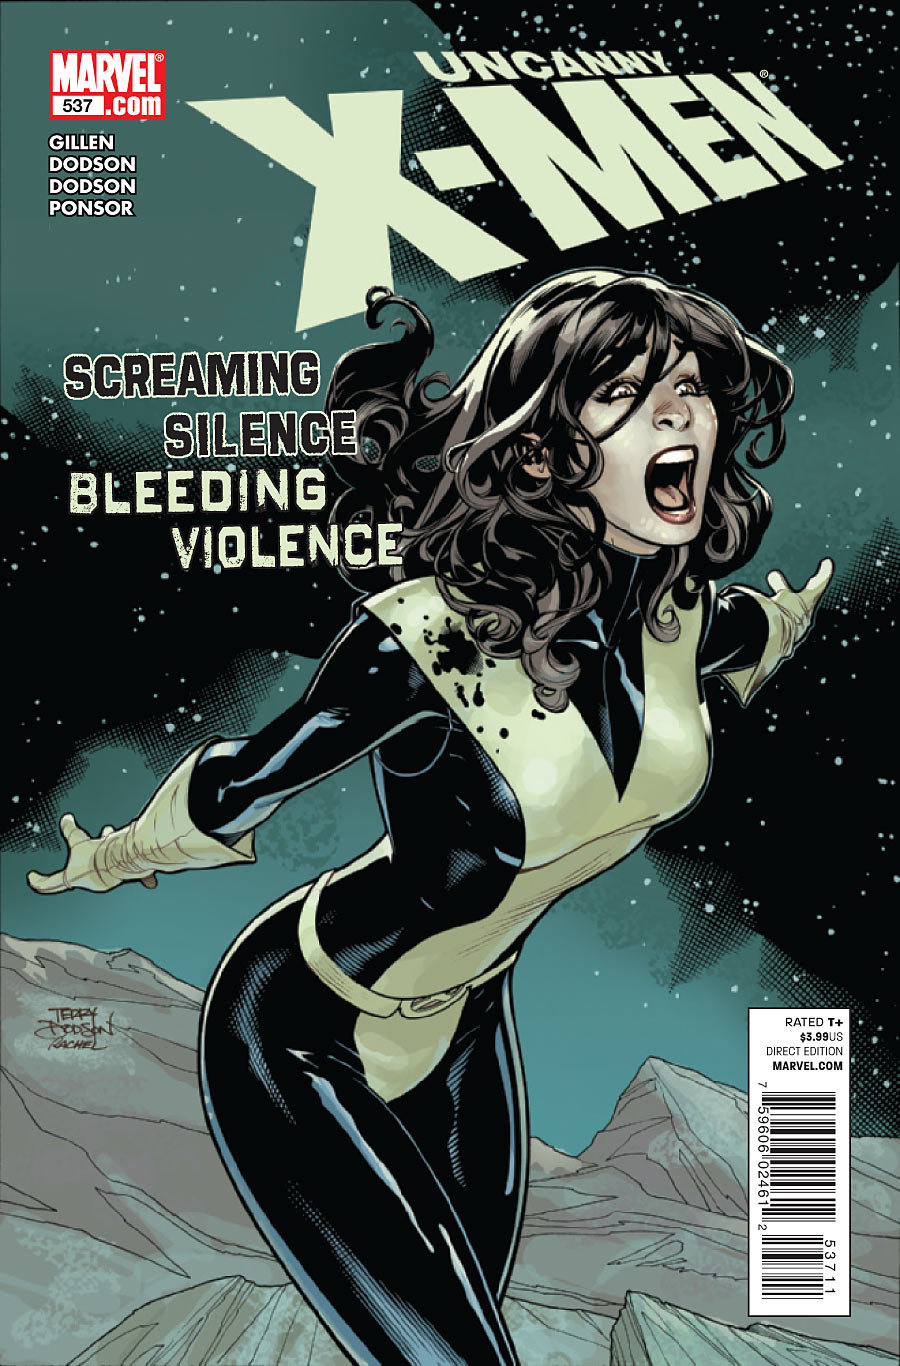 MARVEL®
537 .com
GILLEN
DODSON
DODSON
PONSOR
UNCANNY
X-MEN®
SCREAMING
SILENCE
BLEEDING
VIOLENCE
TERRY
DODSON
RACHEL
RATED T+
$3.99US
DIRECT EDITION
MARVEL.COM
7 59606 02461 2
53711